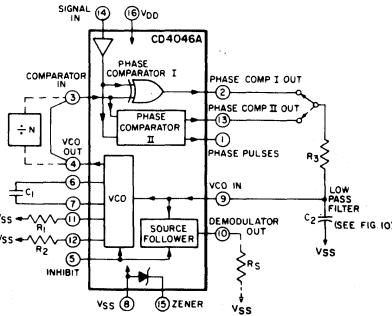 SIGNAL IN
14
16 VDD
CD4046A
PHASE COMPARATOR I
COMPARATOR IN
3
2
PHASE COMP I OUT
13
PHASE COMP II OUT
PHASE COMPARATOR II
1
PHASE PULSES
÷ N
VCO OUT
4
R3
6
C1
7
VCO
VCO IN
9
LOW PASS FILTER
(SEE FIG. 10)
C2
VSS
VSS
R1
11
VSS
R2
12
SOURCE FOLLOWER
DEMODULATOR OUT
10
5
INHIBIT
RS
VSS
VSS
8
15 ZENER